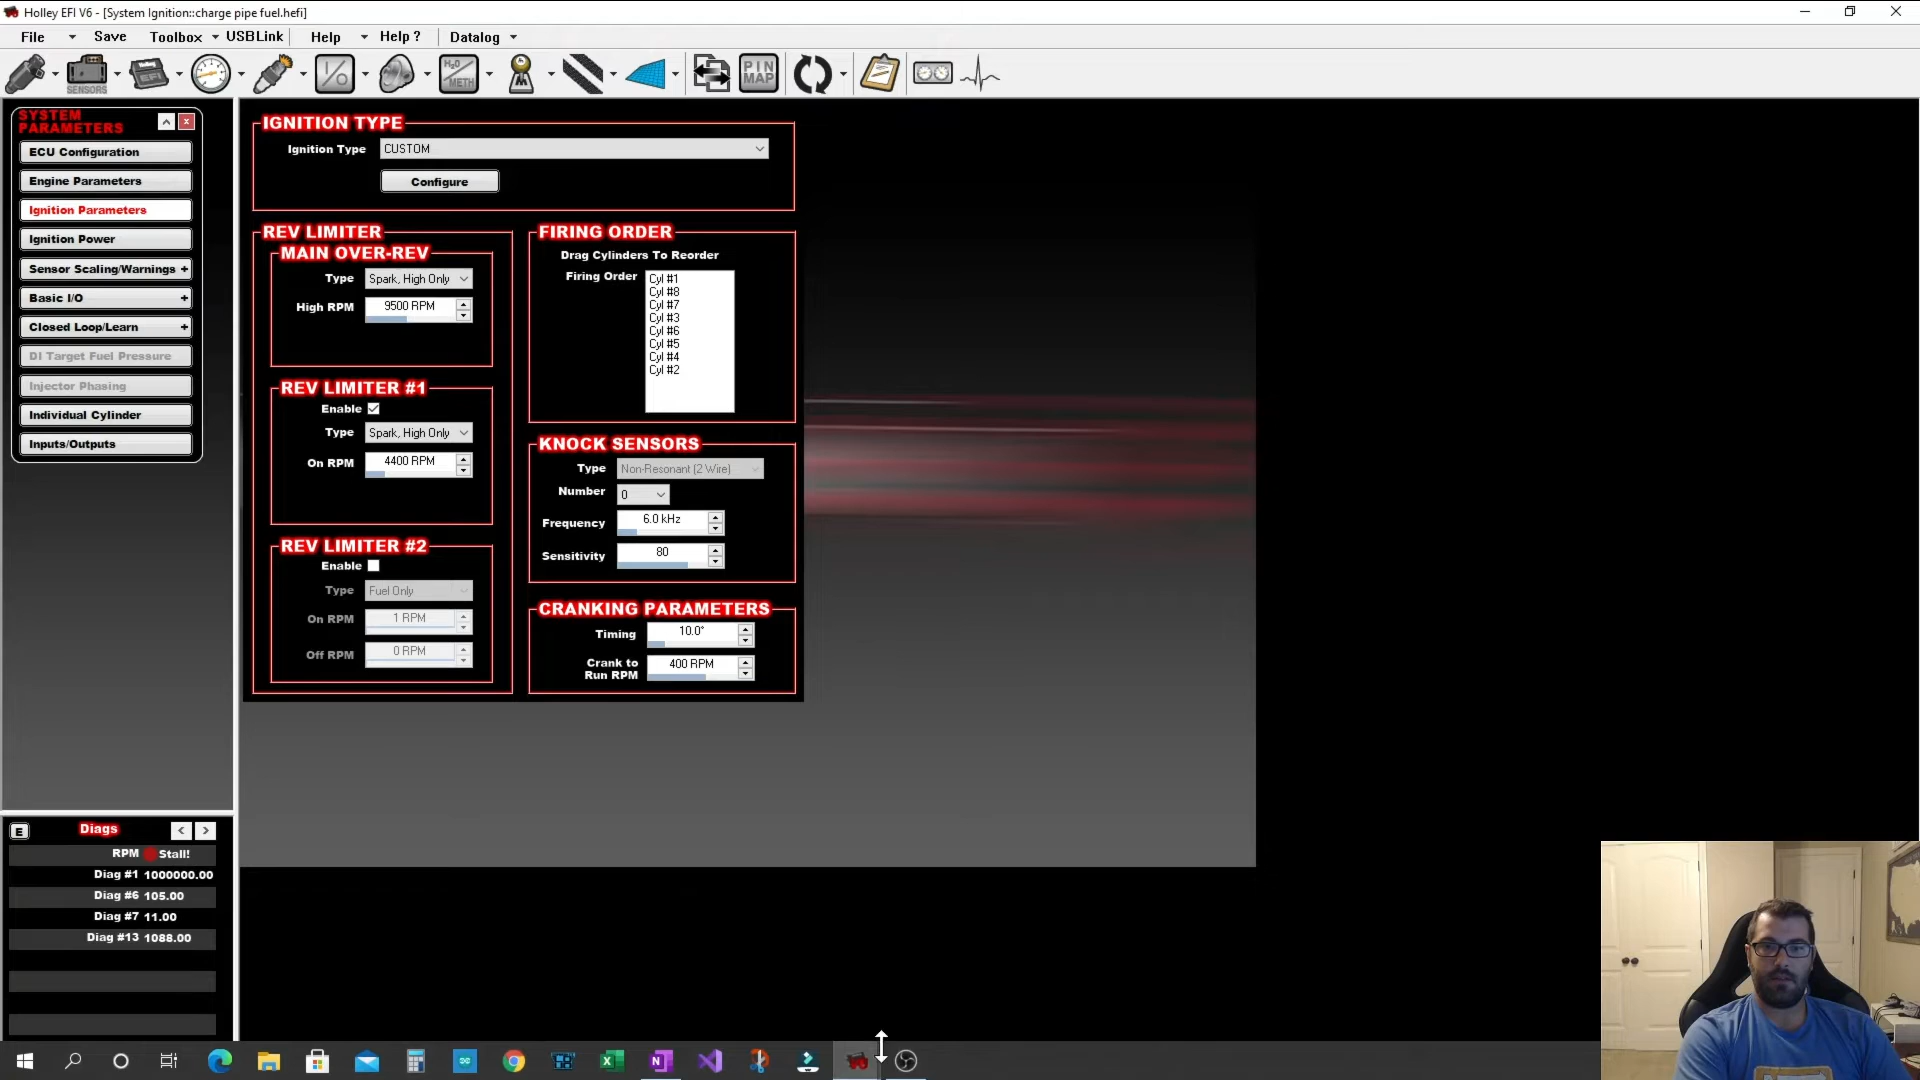 Holley EFI V6 - [System Ignition::charge pipe fuel.hefi]
File Save Toolbox USBLink Help Help ? Datalog
SENSORS EFI I/O H2O METH PIN MAP
SYSTEM PARAMETERS
ECU Configuration
Engine Parameters
Ignition Parameters
Ignition Power
Sensor Scaling/Warnings +
Basic I/O +
Closed Loop/Learn +
DI Target Fuel Pressure
Injector Phasing
Individual Cylinder
Inputs/Outputs
IGNITION TYPE
Ignition Type CUSTOM
Configure
REV LIMITER
MAIN OVER-REV
Type Spark, High Only
High RPM 9500 RPM
REV LIMITER #1
Enable
Type Spark, High Only
On RPM 4400 RPM
REV LIMITER #2
Enable
Type Fuel Only
On RPM 1 RPM
Off RPM 0 RPM
FIRING ORDER
Drag Cylinders To Reorder
Firing Order
Cyl #1
Cyl #8
Cyl #7
Cyl #3
Cyl #6
Cyl #5
Cyl #4
Cyl #2
KNOCK SENSORS
Type Non-Resonant (2 Wire)
Number 0
Frequency 6.0 kHz
Sensitivity 80
CRANKING PARAMETERS
Timing 10.0°
Crank to Run RPM 400 RPM
E Diags < >
RPM Stall!
Diag #1 1000000.00
Diag #6 105.00
Diag #7 11.00
Diag #13 1088.00